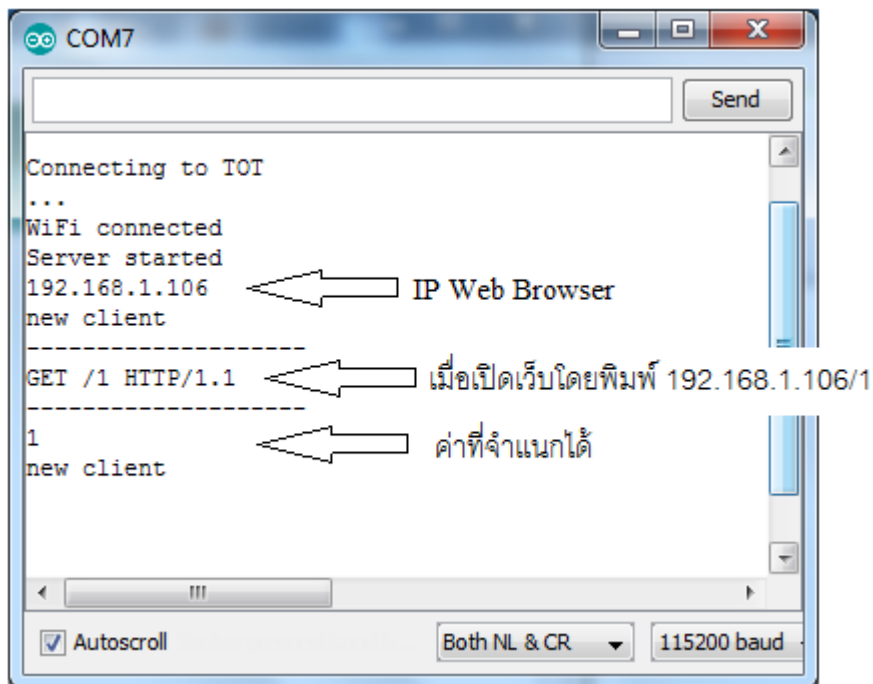 COM7
Send
Connecting to TOT
...
WiFi connected
Server started
192.168.1.106 IP Web Browser
new client
--------------------
GET /1 HTTP/1.1 เมื่อเปิดเว็บโดยพิมพ์ 192.168.1.106/1
--------------------
1 ค่าที่จำแนกได้
new client
Autoscroll Both NL & CR 115200 baud